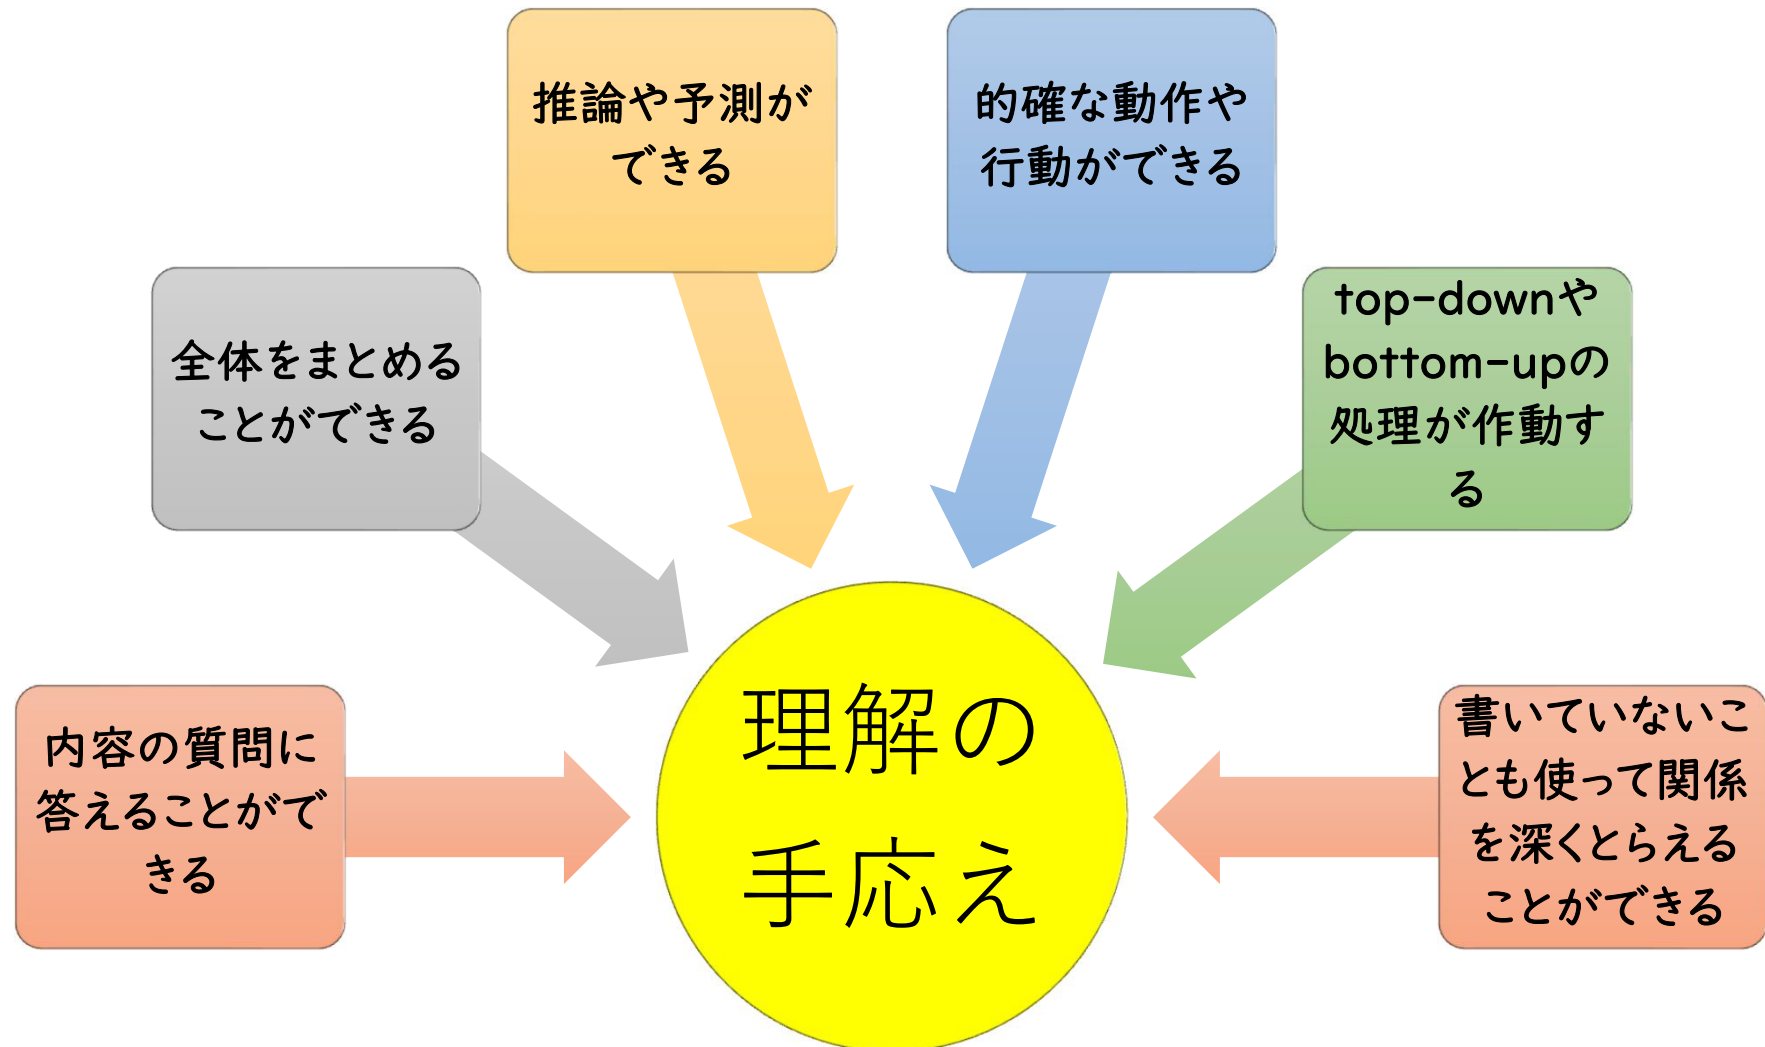 推論や予測が
できる
的確な動作や
行動ができる
全体をまとめる
ことができる
top-downや
bottom-upの
処理が作動す
る
内容の質問に
答えることがで
きる
理解の
手応え
書いていないこ
とも使って関係
を深くとらえる
ことができる